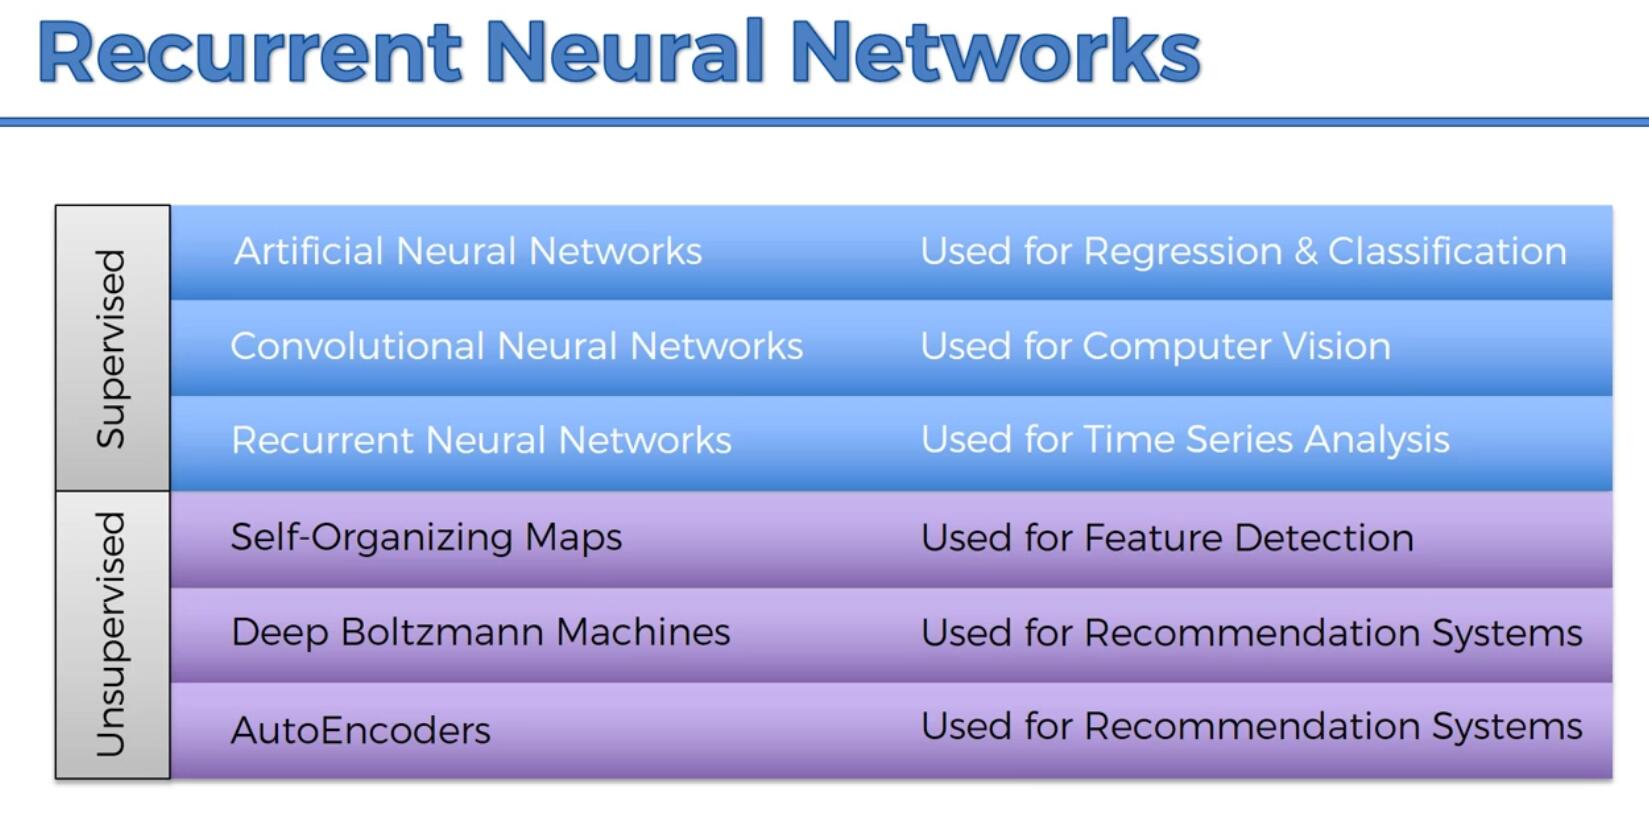 Recurrent Neural Networks
Supervised
Artificial Neural Networks Used for Regression & Classification
Convolutional Neural Networks Used for Computer Vision
Recurrent Neural Networks Used for Time Series Analysis
Unsupervised
Self-Organizing Maps Used for Feature Detection
Deep Boltzmann Machines Used for Recommendation Systems
AutoEncoders Used for Recommendation Systems